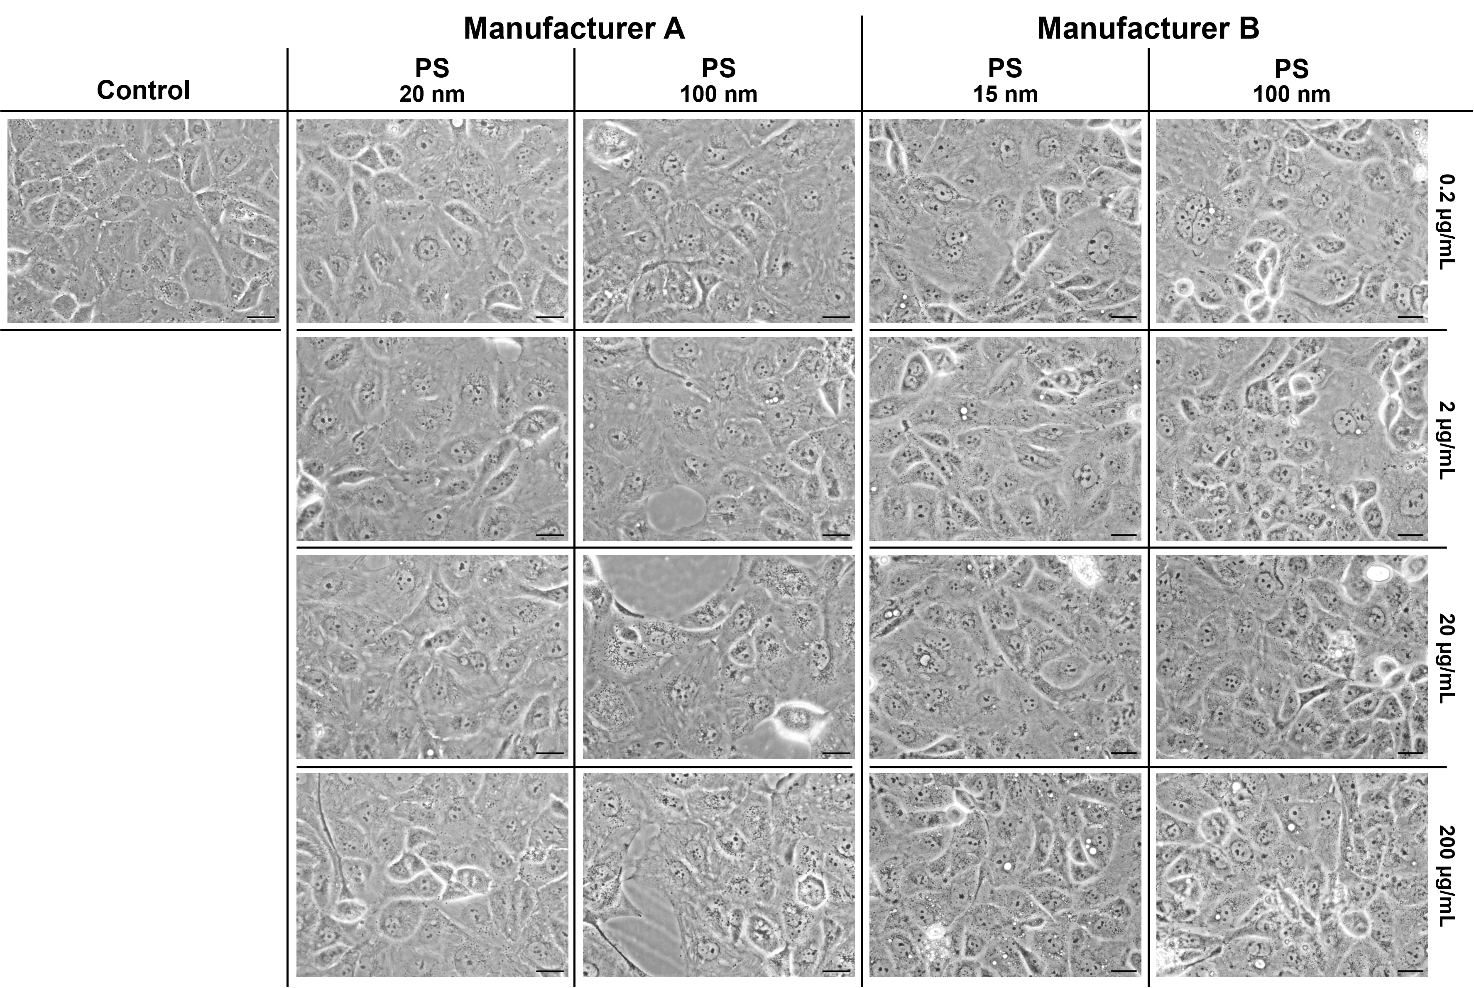 Manufacturer A
Manufacturer B
Control
PS
20 nm
PS
100 nm
PS
15 nm
PS
100 nm
0.2 μg/mL
2 μg/mL
20 μg/mL
200 μg/mL